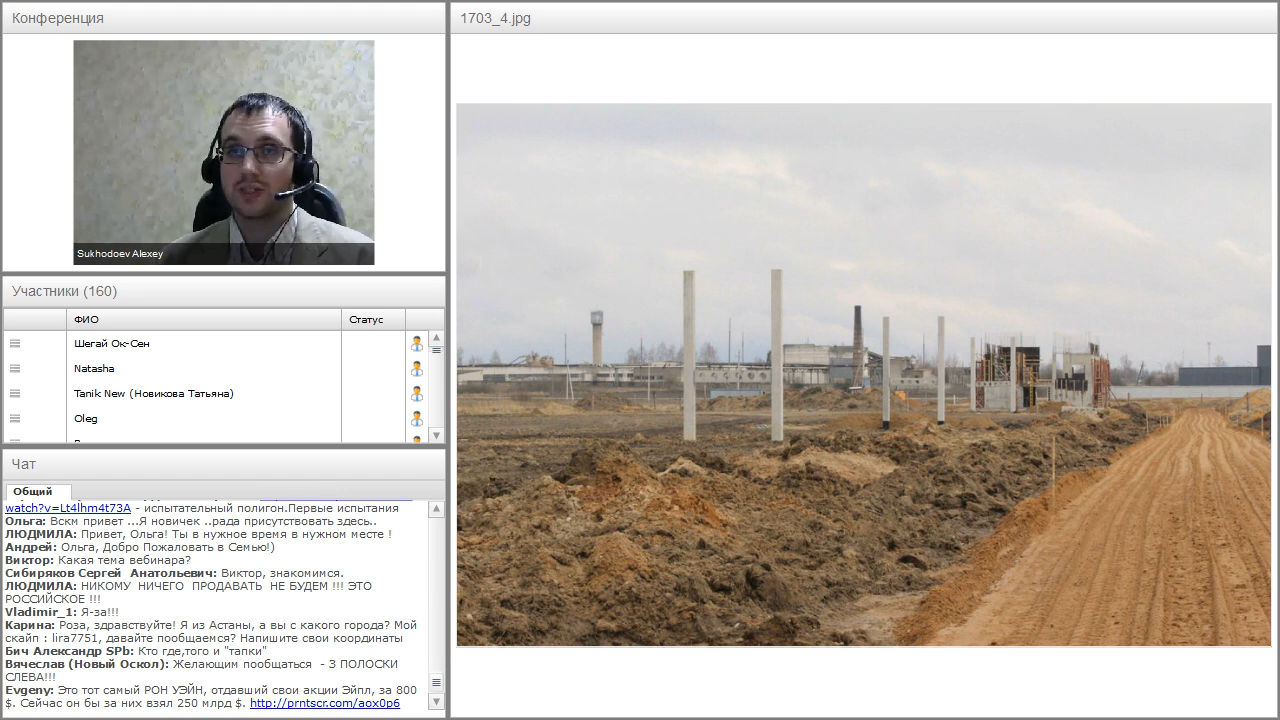 Конференция
Sukhodoev Alexey
Участники (160)
ФИО
Статус
Шегай Ок-Сен
Natasha
Tanik New (Новикова Татьяна)
Oleg
Чат
Общий
watch?v=Lt4lhm4t73A - испытательный полигон.Первые испытания
Ольга: Вскм привет ...Я новичек ..рада присутствовать здесь..
ЛЮДМИЛА: Привет, Ольга! Ты в нужное время в нужном месте !
Андрей: Ольга, Добро Пожаловать в Семью!)
Виктор: Какая тема вебинара?
Сибиряков Сергей Анатольевич: Виктор, знакомимся.
ЛЮДМИЛА: НИКОМУ НИЧЕГО ПРОДАВАТЬ НЕ БУДЕМ !!! ЭТО
РОССИЙСКОЕ !!!
Vladimir_1: Я-за!!!
Карина: Роза, здравствуйте! Я из Астаны, а вы с какого города? Мой
скайп : lira7751, давайте пообщаемся? Напишите свои координаты
Бич Александр SPb: Кто где,того и "тапки"
Вячеслав (Новый Оскол): Желающим пообщаться - 3 ПОЛОСКИ
СЛЕВА!!!
Evgeny: Это тот самый РОН УЭЙН, отдавший свои акции Эйпл, за 800
$. Сейчас он бы за них взял 250 млрд $. http://prntscr.com/aox0p6
1703_4.jpg